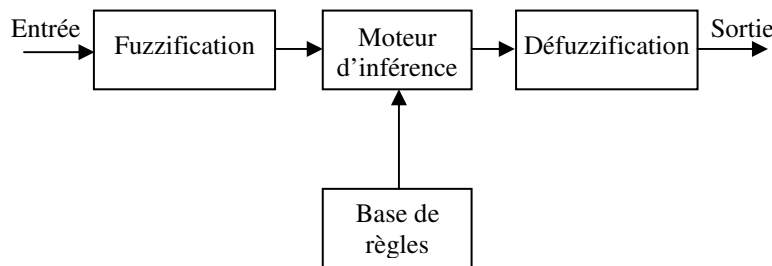 Entrée
Fuzzification
Moteur
d’inférence
Défuzzification
Sortie
Base de
règles